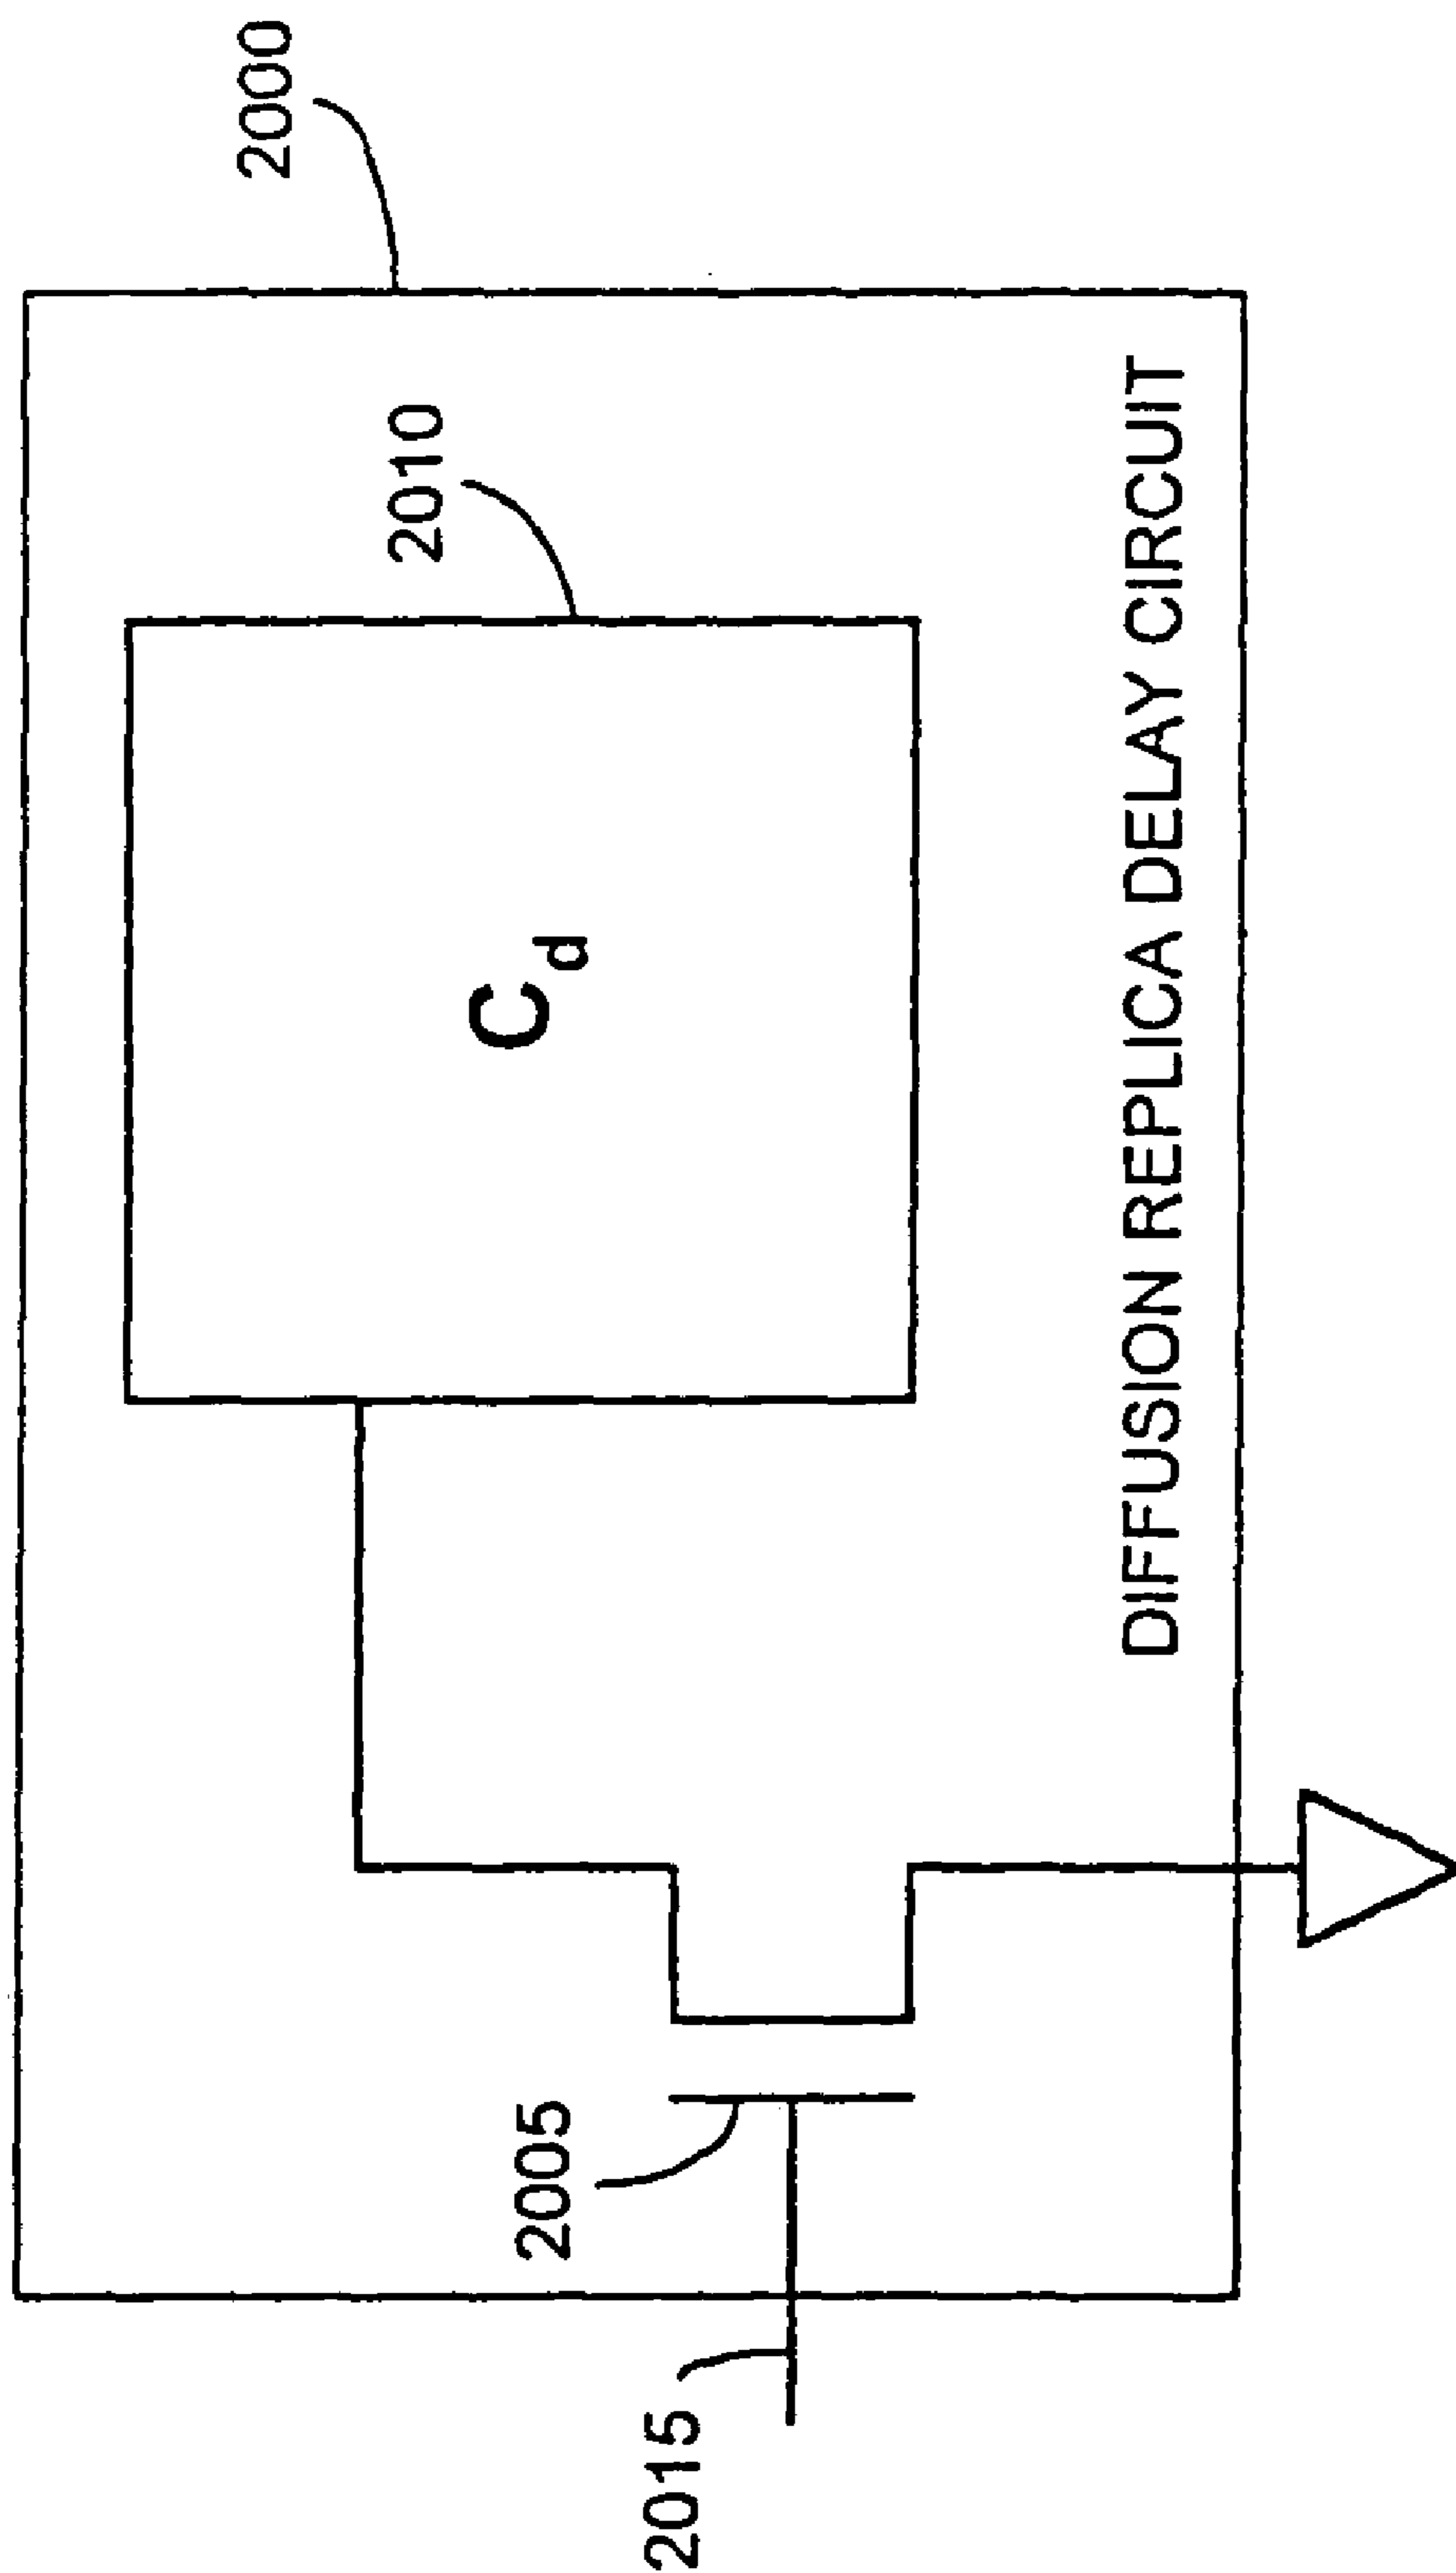 2000
2010
C d
2005
2015
DIFFUSION REPLICA DELAY CIRCUIT